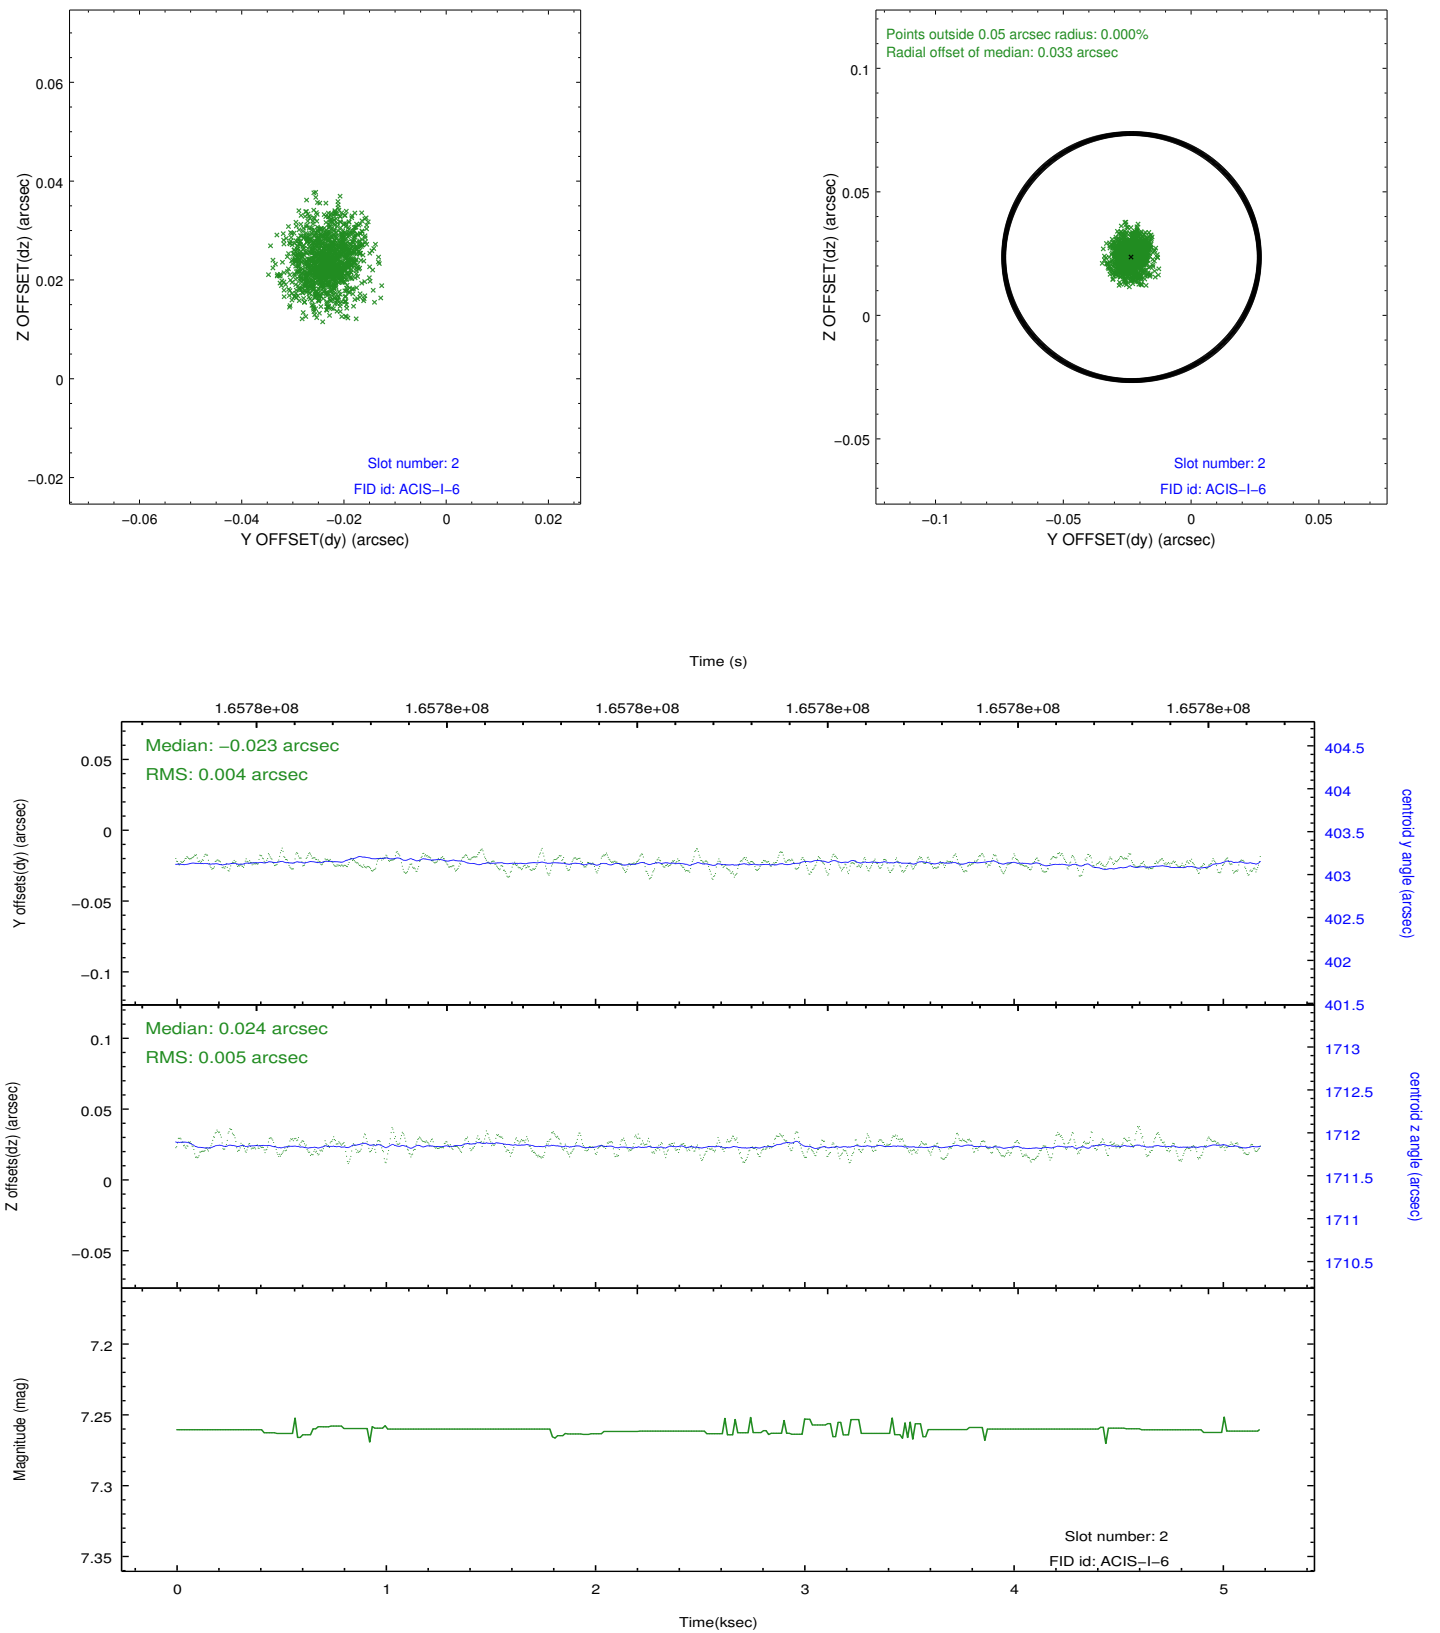 0.06
0.04
0.02
0
−0.02
Z OFFSET(dz) (arcsec)
Slot number: 2
FID id: ACIS−I−6
−0.06
−0.04
−0.02
0
0.02
Y OFFSET(dy) (arcsec)
Points outside 0.05 arcsec radius: 0.000%
Radial offset of median: 0.033 arcsec
0.1
0.05
0
−0.05
Z OFFSET(dz) (arcsec)
Slot number: 2
FID id: ACIS−I−6
−0.1
−0.05
0
0.05
Y OFFSET(dy) (arcsec)
Time (s)
1.6578e+08
1.6578e+08
1.6578e+08
1.6578e+08
1.6578e+08
1.6578e+08
Median: −0.023 arcsec
RMS: 0.004 arcsec
0.05
0
−0.05
−0.1
Y offsets(dy) (arcsec)
404.5
404
403.5
403
402.5
402
401.5
centroid y angle (arcsec)
Median: 0.024 arcsec
RMS: 0.005 arcsec
0.1
0.05
0
−0.05
Z offsets(dz) (arcsec)
1713
1712.5
1712
1711.5
1711
1710.5
centroid z angle (arcsec)
7.2
7.25
7.3
7.35
Magnitude (mag)
Slot number: 2
FID id: ACIS−I−6
0
1
2
3
4
5
Time(ksec)